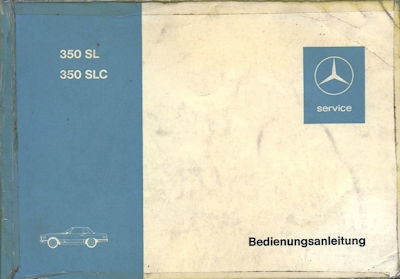 350 SL
350 SLC
service
Bedienungsanleitung